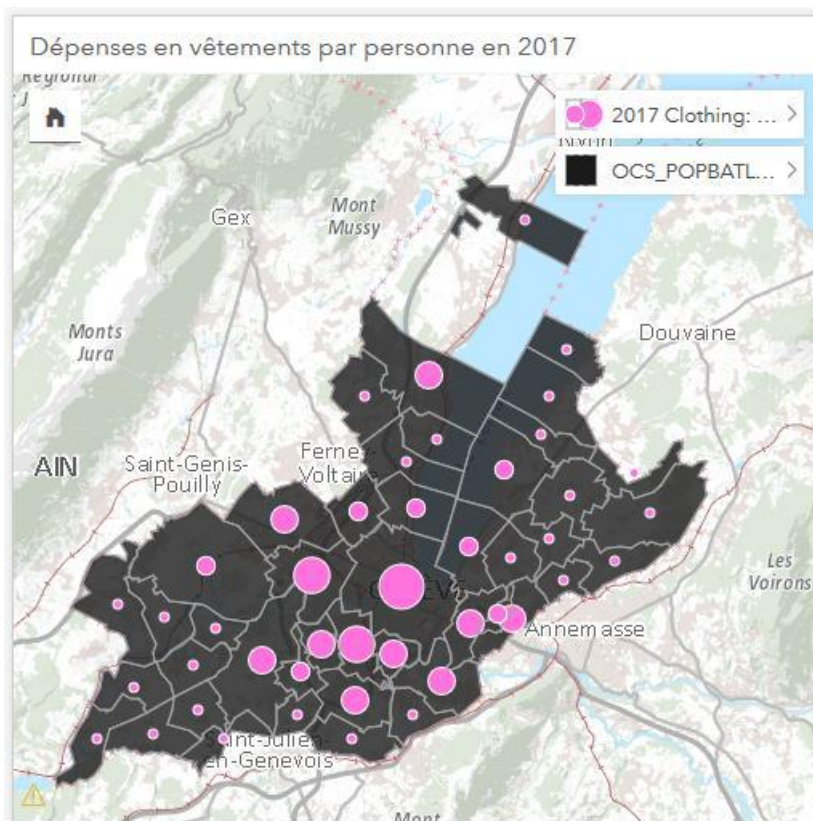 Dépenses en vêtements par personne en 2017
Régional
2017 Clothing: ...
OCS_POPBATL...
Gex
Mont
Mussy
Monts
Jura
Douvaine
AIN
Saint-Genis-
Pouilly
Ferney-
Voltaire
Les
Voirons
Annemasse
Saint-Julien-
en-Genevois
Mont